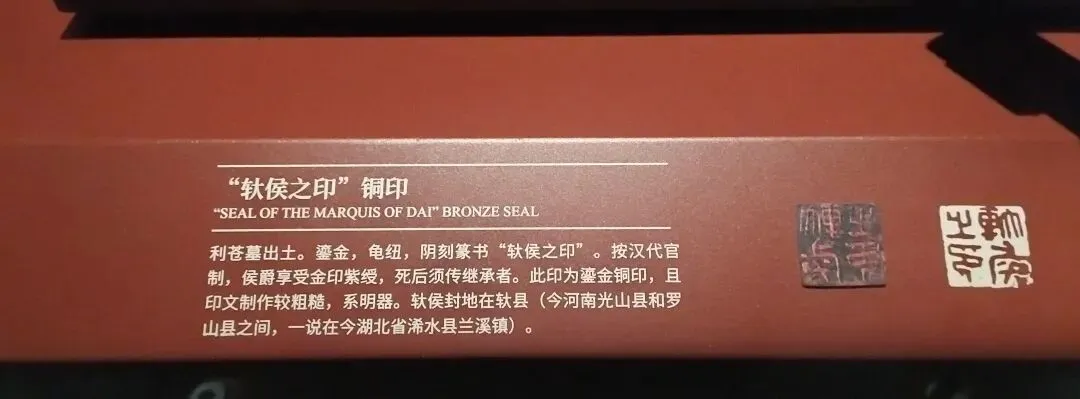 “轪侯之印”铜印
“SEAL OF THE MARQUIS OF DAI” BRONZE SEAL
利苍墓出土。鎏金，龟纽，阴刻篆书“轪侯之印”。按汉代官
制，侯爵享受金印紫绶，死后须传继承者。此印为鎏金铜印，且
印文制作较粗糙，系明器。轪侯封地在轪县（今河南光山县和罗
山县之间，一说在今湖北省浠水县兰溪镇）。
轪侯之印